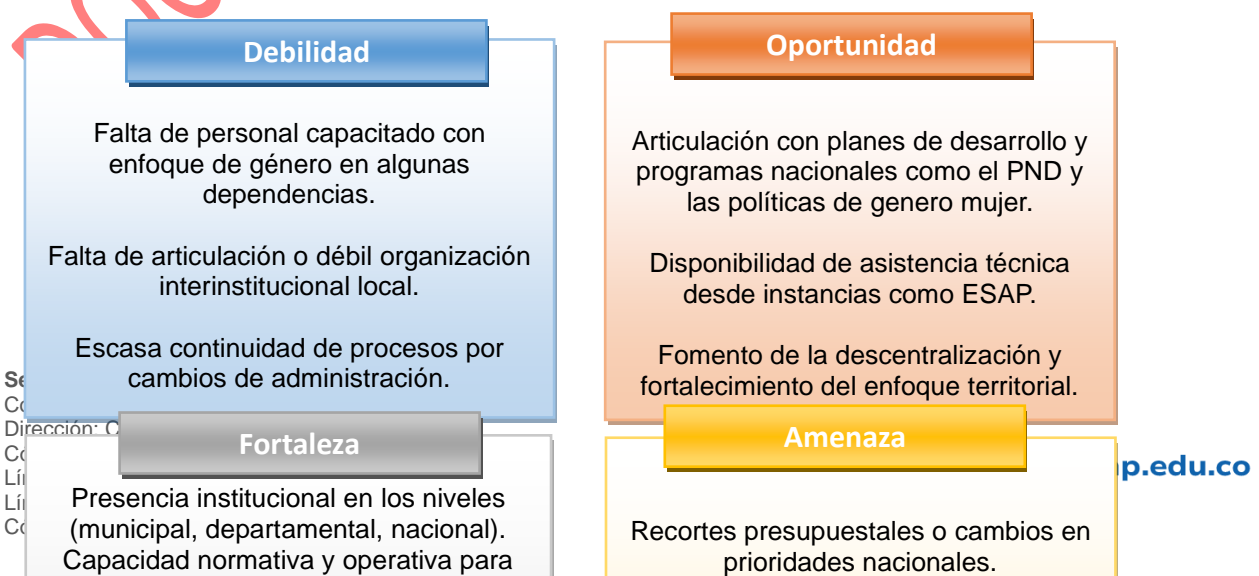 Debilidad
Falta de personal capacitado con
enfoque de género en algunas
dependencias.
Falta de articulación o débil organización
interinstitucional local.
Escasa continuidad de procesos por
cambios de administración.
Oportunidad
Articulación con planes de desarrollo y
programas nacionales como el PND y
las políticas de genero mujer.
Disponibilidad de asistencia técnica
desde instancias como ESAP.
Fomento de la descentralización y
fortalecimiento del enfoque territorial.
Dirección: C
Fortaleza
Presencia institucional en los niveles
(municipal, departamental, nacional).
Capacidad normativa y operativa para
Amenaza
Recortes presupuestales o cambios en
prioridades nacionales.
p.edu.co